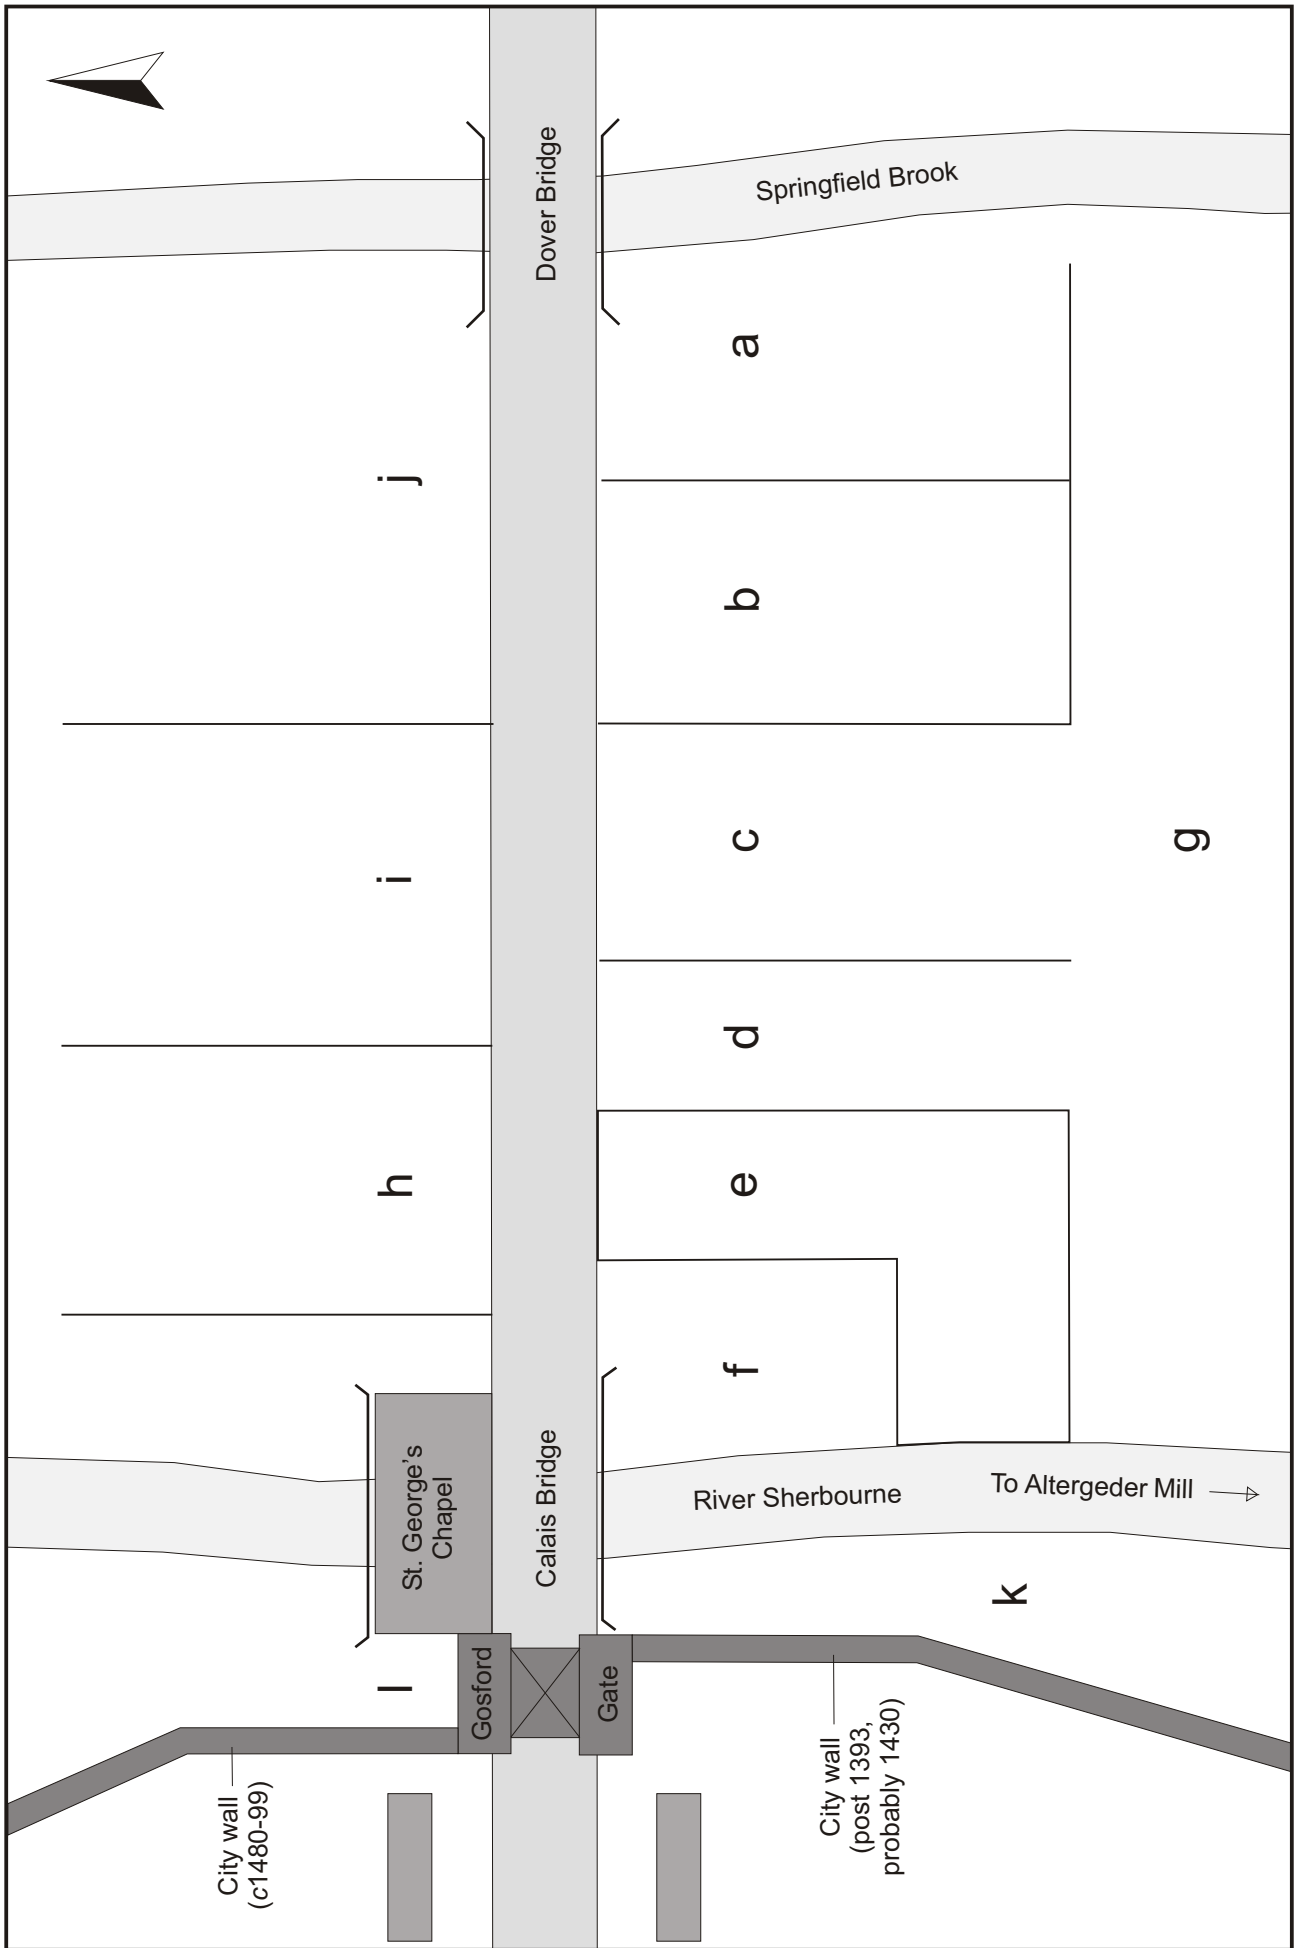 Dover Bridge
Springfield Brook
a
j
b
c
g
i
d
h
e
f
St. George's
Chapel
Calais Bridge
River Sherbourne
To Altergeder Mill
k
l
Gosford
Gate
City wall
(c1480-99)
City wall
(post 1393,
probably 1430)